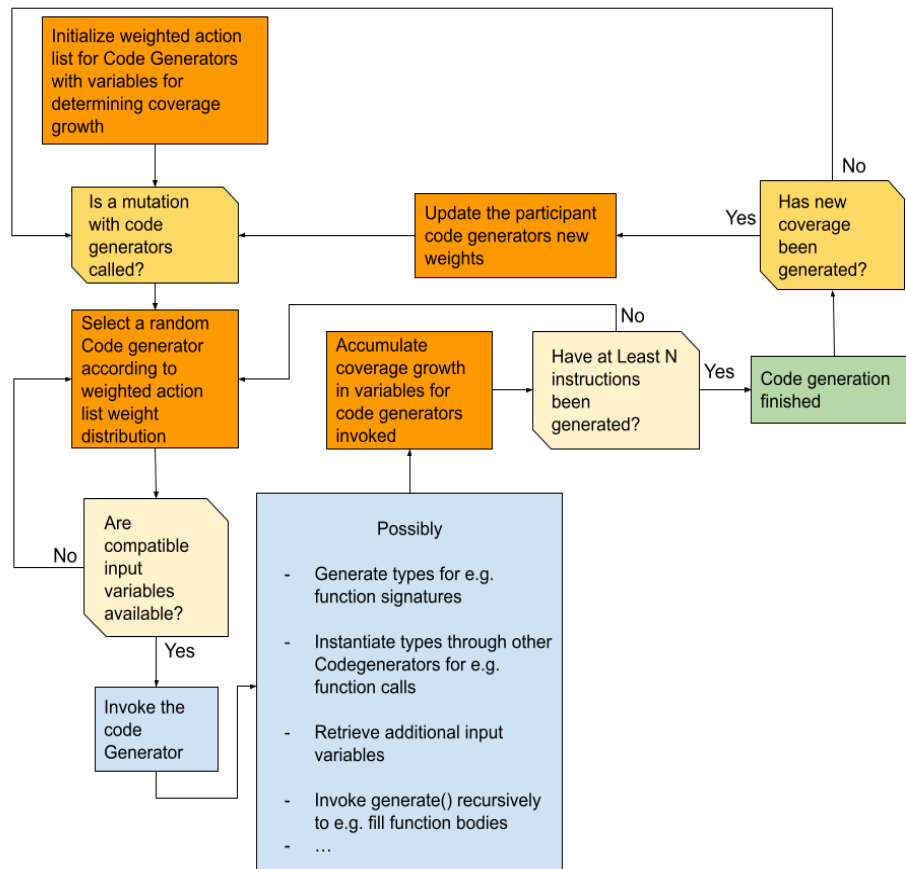 Initialize weighted action
list for Code Generators
with variables for
determining coverage
growth
No
Is a mutation
with code
generators
called?
Update the participant
code generators new
weights
Yes
Has new
coverage
been
generated?
Select a random
Code generator
according to
weighted action
list weight
distribution
No
Accumulate
coverage growth
in variables for
code generators
invoked
Have at Least N
instructions
been
generated?
Yes
Code generation
finished
No
Are
compatible
input
variables
available?
Yes
Invoke the
code
Generator
Possibly
- Generate types for e.g.
function signatures
- Instantiate types through other
Codegenerators for e.g.
function calls
- Retrieve additional input
variables
- Invoke generate() recursively
to e.g. fill function bodies
- …